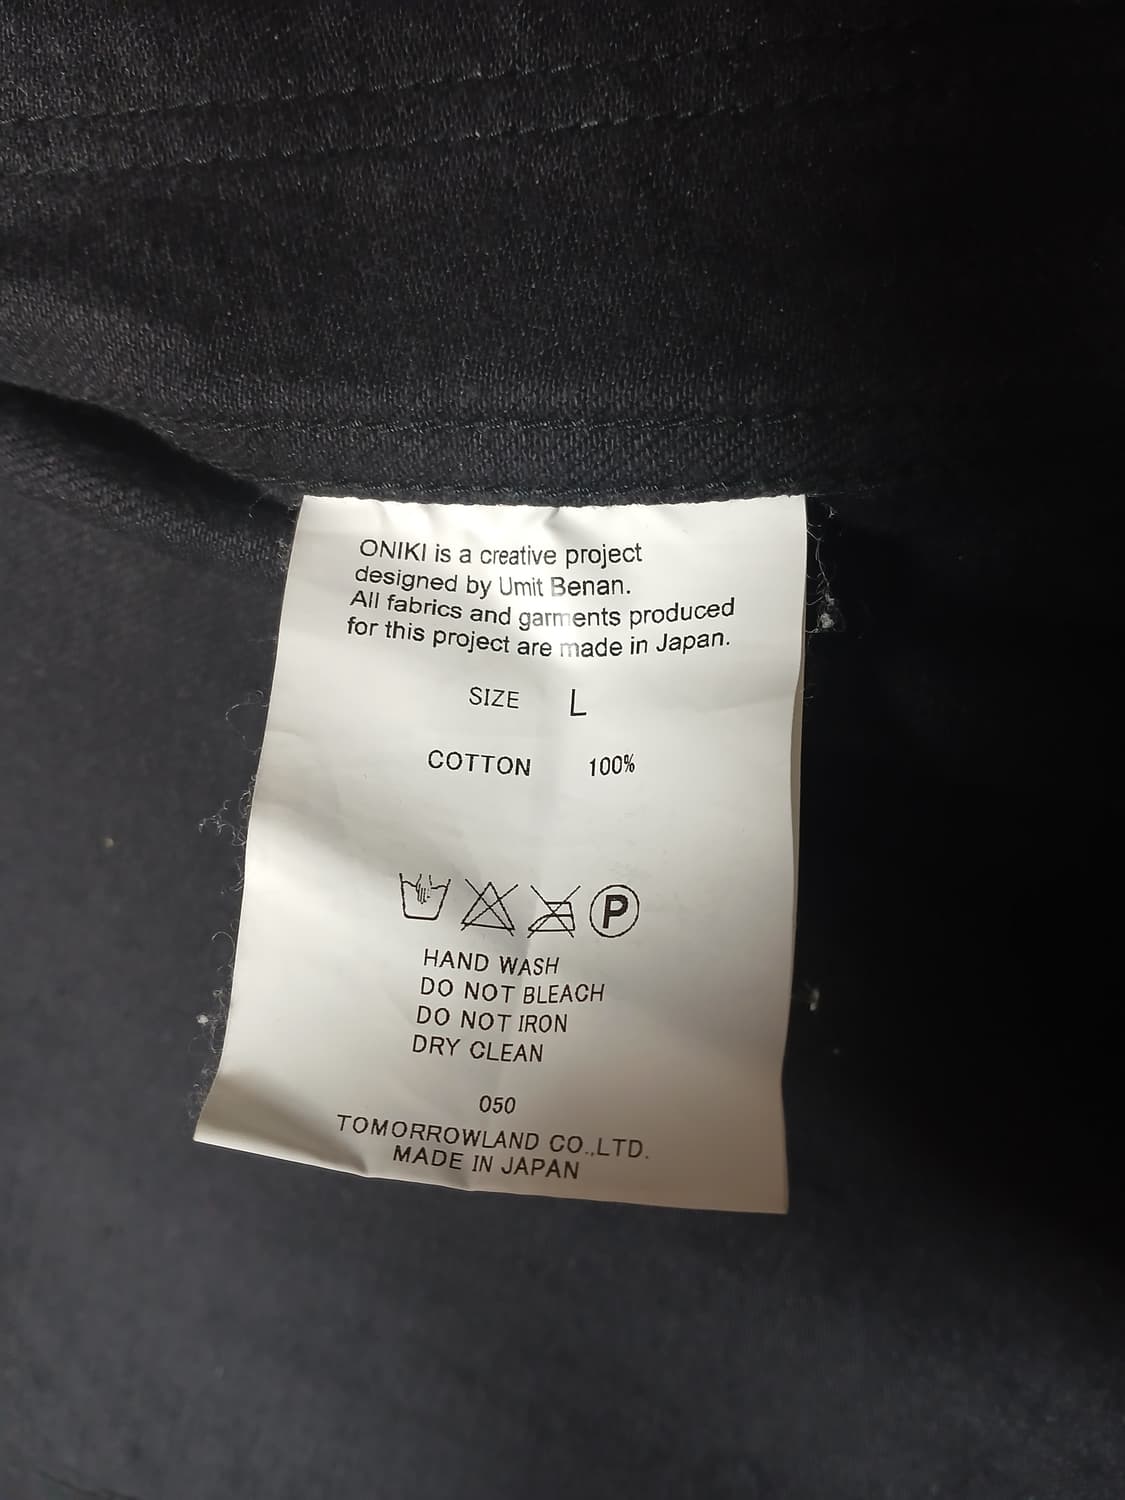 ONIKI is a creative project
designed by Umit Benan.
All fabrics and garments produced
for this project are made in Japan.
SIZE L
COTTON 100%
P
HAND WASH
DO NOT BLEACH
DO NOT IRON
DRY CLEAN
050
TOMORROWLAND CO.,LTD.
MADE IN JAPAN